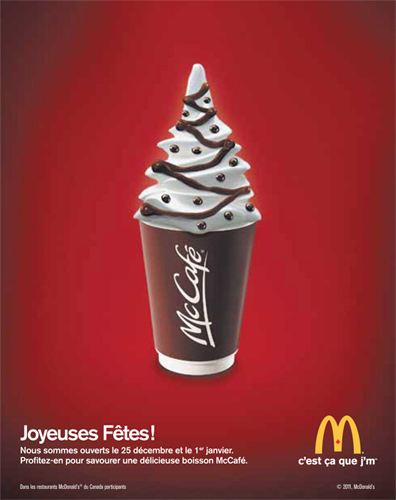 McCafé®
Joyeuses Fêtes!
Nous sommes ouverts le 25 décembre et le 1er janvier.
Profitez-en pour savourer une délicieuse boisson McCafé.
c'est ça que j'm™
Dans les restaurants McDonald's® du Canada participants
© 2011, McDonald's